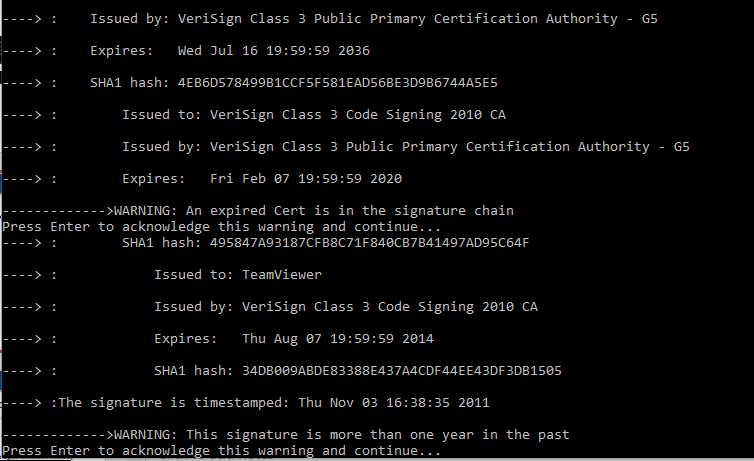 ----> :    Issued by: VeriSign Class 3 Public Primary Certification Authority - G5
----> :    Expires:   Wed Jul 16 19:59:59 2036
----> :    SHA1 hash: 4EB6D578499B1CCF5F581EAD56BE3D9B6744A5E5
----> :        Issued to: VeriSign Class 3 Code Signing 2010 CA
----> :        Issued by: VeriSign Class 3 Public Primary Certification Authority - G5
----> :        Expires:   Fri Feb 07 19:59:59 2020
------------->WARNING: An expired Cert is in the signature chain
Press Enter to acknowledge this warning and continue...
----> :        SHA1 hash: 495847A93187CFB8C71F840CB7B41497AD95C64F
----> :            Issued to: TeamViewer
----> :            Issued by: VeriSign Class 3 Code Signing 2010 CA
----> :            Expires:   Thu Aug 07 19:59:59 2014
----> :            SHA1 hash: 34DB009ABDE83388E437A4CDF44EE43DF3DB1505
----> :The signature is timestamped: Thu Nov 03 16:38:35 2011
------------->WARNING: This signature is more than one year in the past
Press Enter to acknowledge this warning and continue...